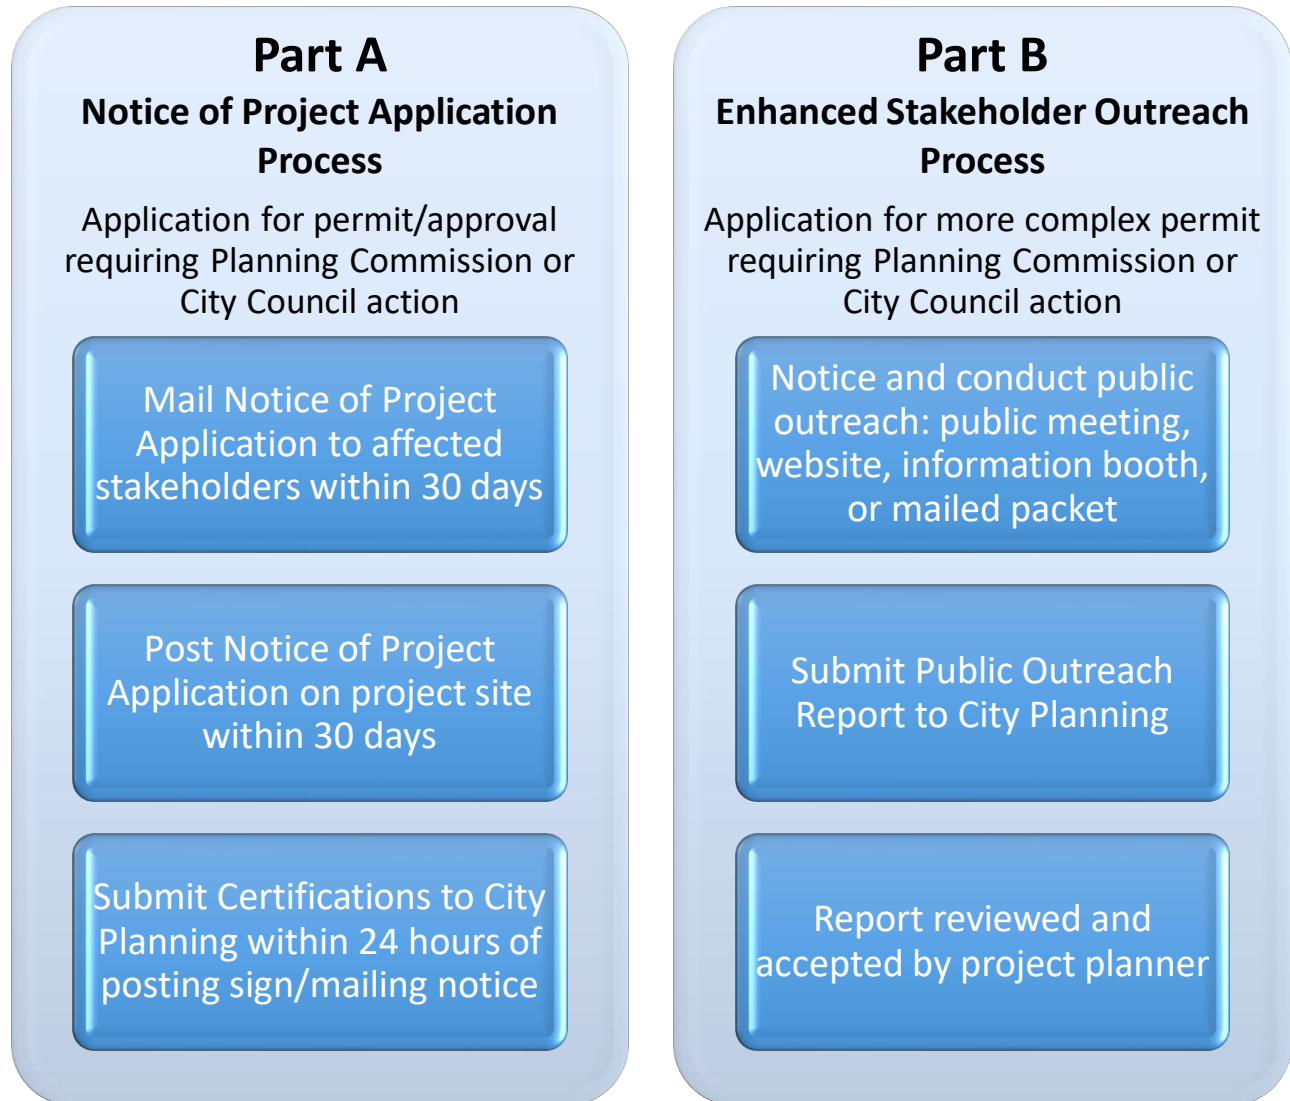 Part A
Notice of Project Application
Process
Application for permit/approval
requiring Planning Commission or
City Council action
Mail Notice of Project
Application to affected
stakeholders within 30 days
Post Notice of Project
Application on project site
within 30 days
Submit Certifications to City
Planning within 24 hours of
posting sign/mailing notice
Part B
Enhanced Stakeholder Outreach
Process
Application for more complex permit
requiring Planning Commission or
City Council action
Notice and conduct public
outreach: public meeting,
website, information booth,
or mailed packet
Submit Public Outreach
Report to City Planning
Report reviewed and
accepted by project planner